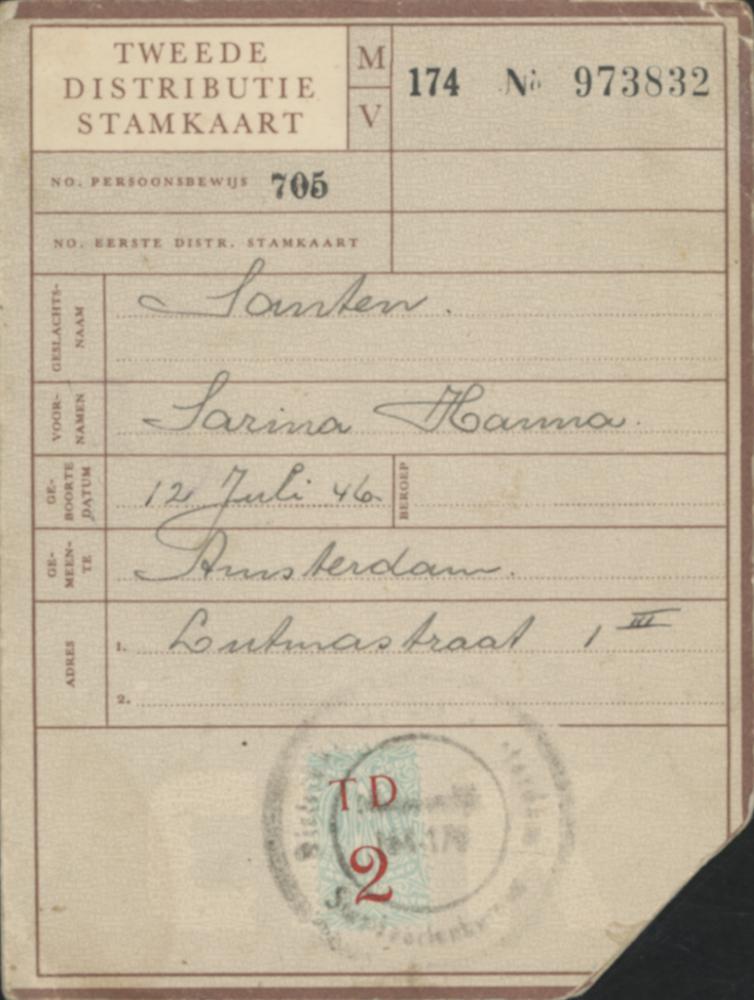 TWEEDE
DISTRIBUTIE
STAMKAART
M
V
174 No 973832
NO. PERSOONSBEWIJS 705
NO. EERSTE DISTR. STAMKAART
GESLACHTS-
NAAM
Santen.
VOOR-
NAMEN
Sarina Hanna.
GE-
BOORTE
DATUM
12 Juli 46
BEROEP
GE-
MEEN-
TE
Amsterdam.
ADRES
1. Lutmastraat 1 III
2.
TD
2